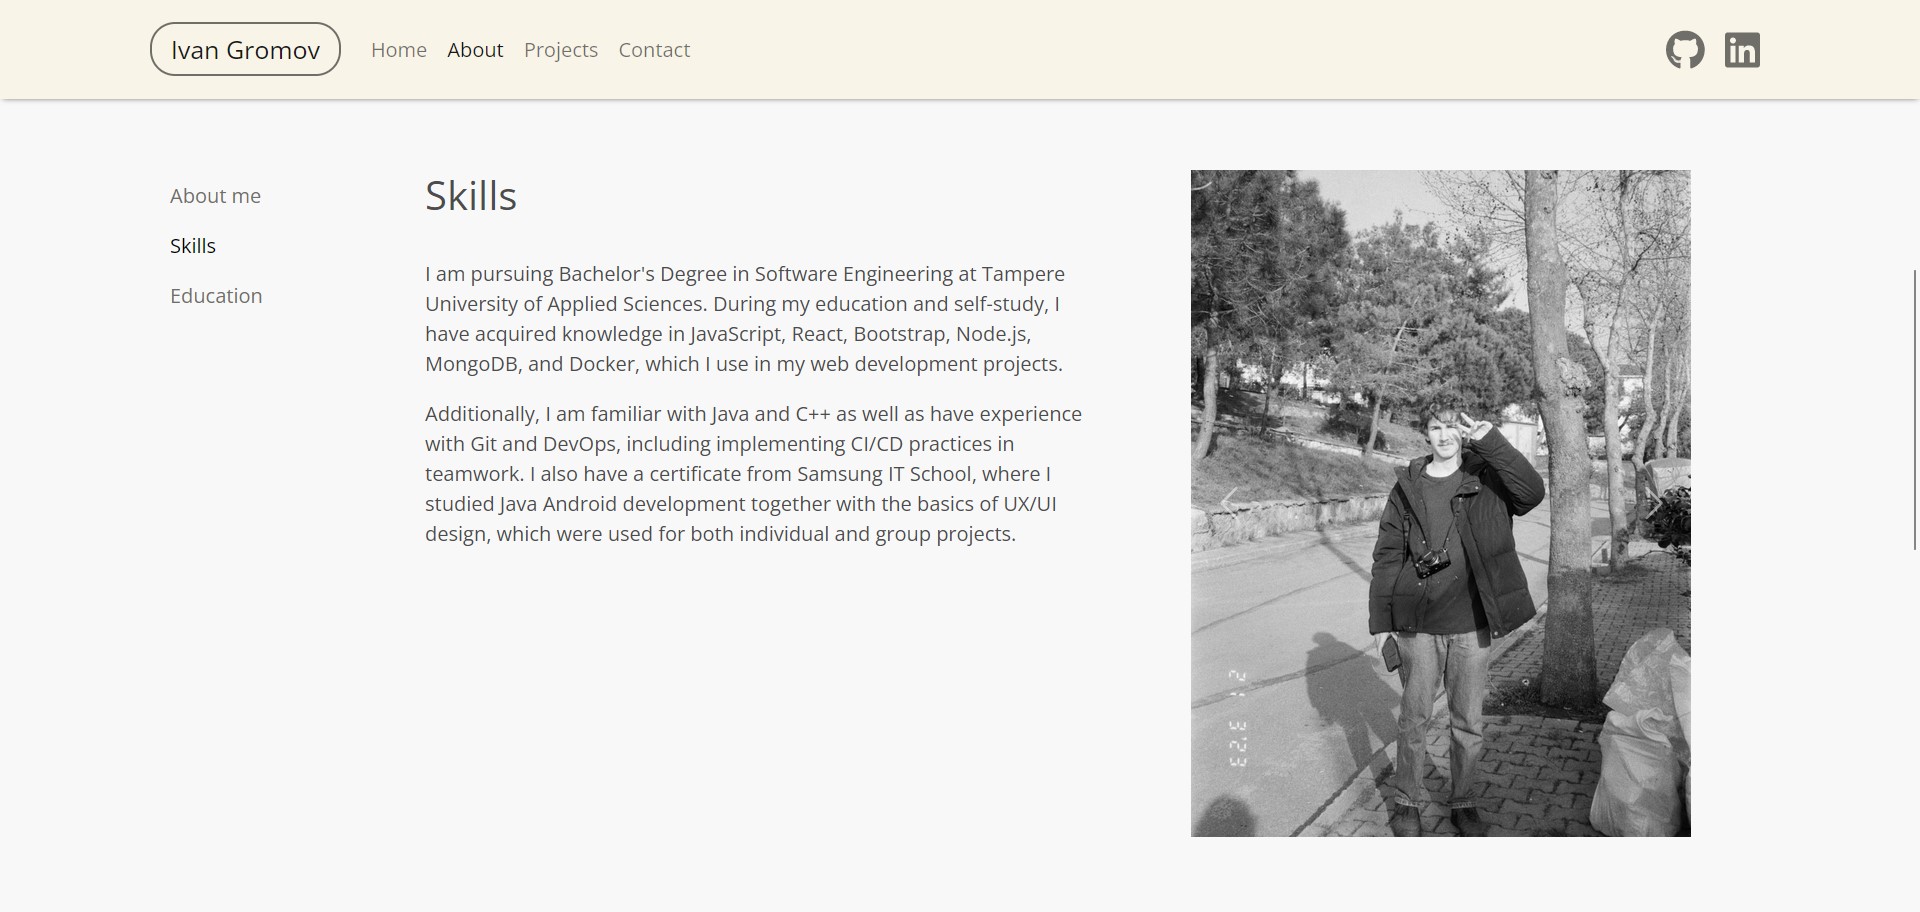 Ivan Gromov
Home
About
Projects
Contact
in
About me
Skills
Education
Skills
I am pursuing Bachelor's Degree in Software Engineering at Tampere
University of Applied Sciences. During my education and self-study, I
have acquired knowledge in JavaScript, React, Bootstrap, Node.js,
MongoDB, and Docker, which I use in my web development projects.
Additionally, I am familiar with Java and C++ as well as have experience
with Git and DevOps, including implementing CI/CD practices in
teamwork. I also have a certificate from Samsung IT School, where I
studied Java Android development together with the basics of UX/UI
design, which were used for both individual and group projects.